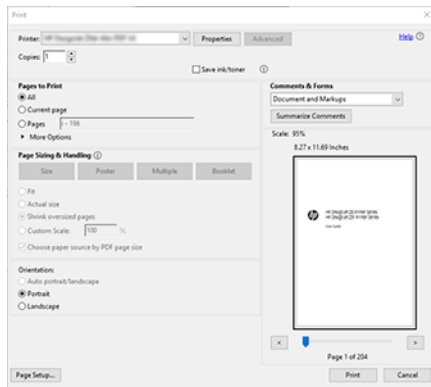 Print
Printer:
Properties
Advanced
Help
Copies: 1
Save ink/toner
Pages to Print
All
Current page
Pages - 196
More Options
Page Sizing & Handling
Size
Poster
Multiple
Booklet
Fit
Actual size
Shrink oversized pages
Custom Scale: 100 %
Choose paper source by PDF page size
Orientation:
Auto portrait/landscape
Portrait
Landscape
Comments & Forms
Document and Markups
Summarize Comments
Scale: 95%
8.27 x 11.69 Inches
hp
Page 1 of 204
Page Setup...
Print
Cancel